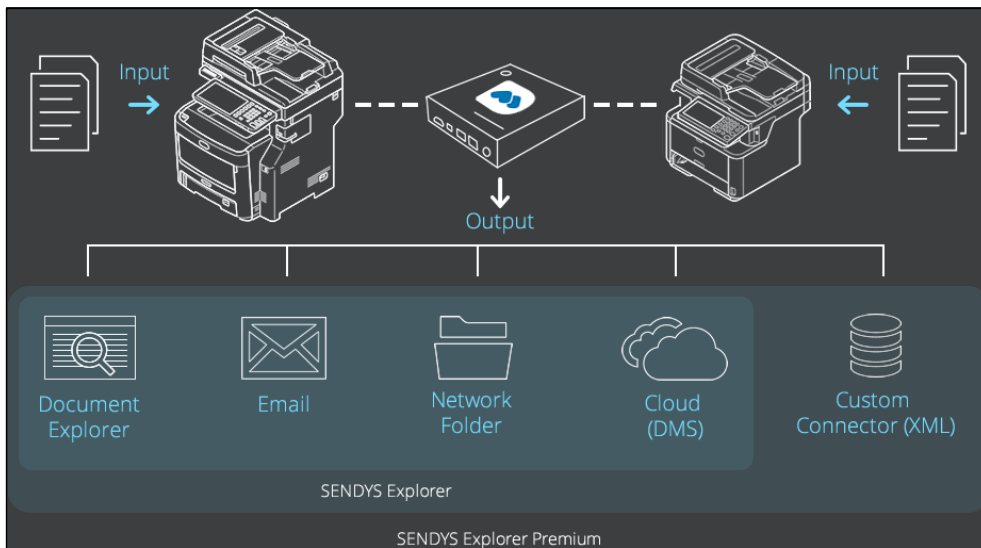 Input
Input
Output
Document
Explorer
Email
Network
Folder
Cloud
(DMS)
Custom
Connector (XML)
SENDYS Explorer
SENDYS Explorer Premium